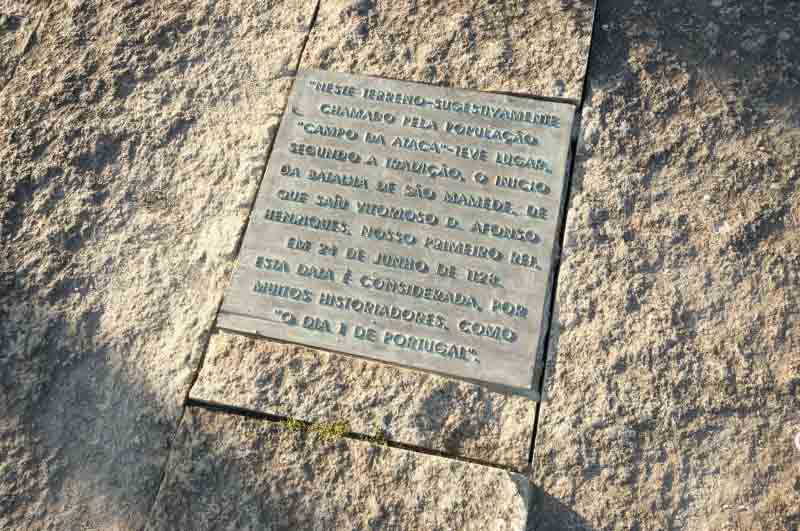 "NESTE TERRENO-SUGESTIVAMENTE
CHAMADO PELA POPULAÇÃO
"CAMPO DA ATACA"-TEVE LUGAR,
SEGUNDO A TRADIÇÃO, O INICIO
DA BATALHA DE SÃO MAMEDE, DE
QUE SAÍU VITORIOSO D. AFONSO
HENRIQUES, NOSSO PRIMEIRO REI,
EM 24 DE JUNHO DE 1128.
ESTA DATA É CONSIDERADA, POR
MUITOS HISTORIADORES, COMO
"O DIA 1 DE PORTUGAL".